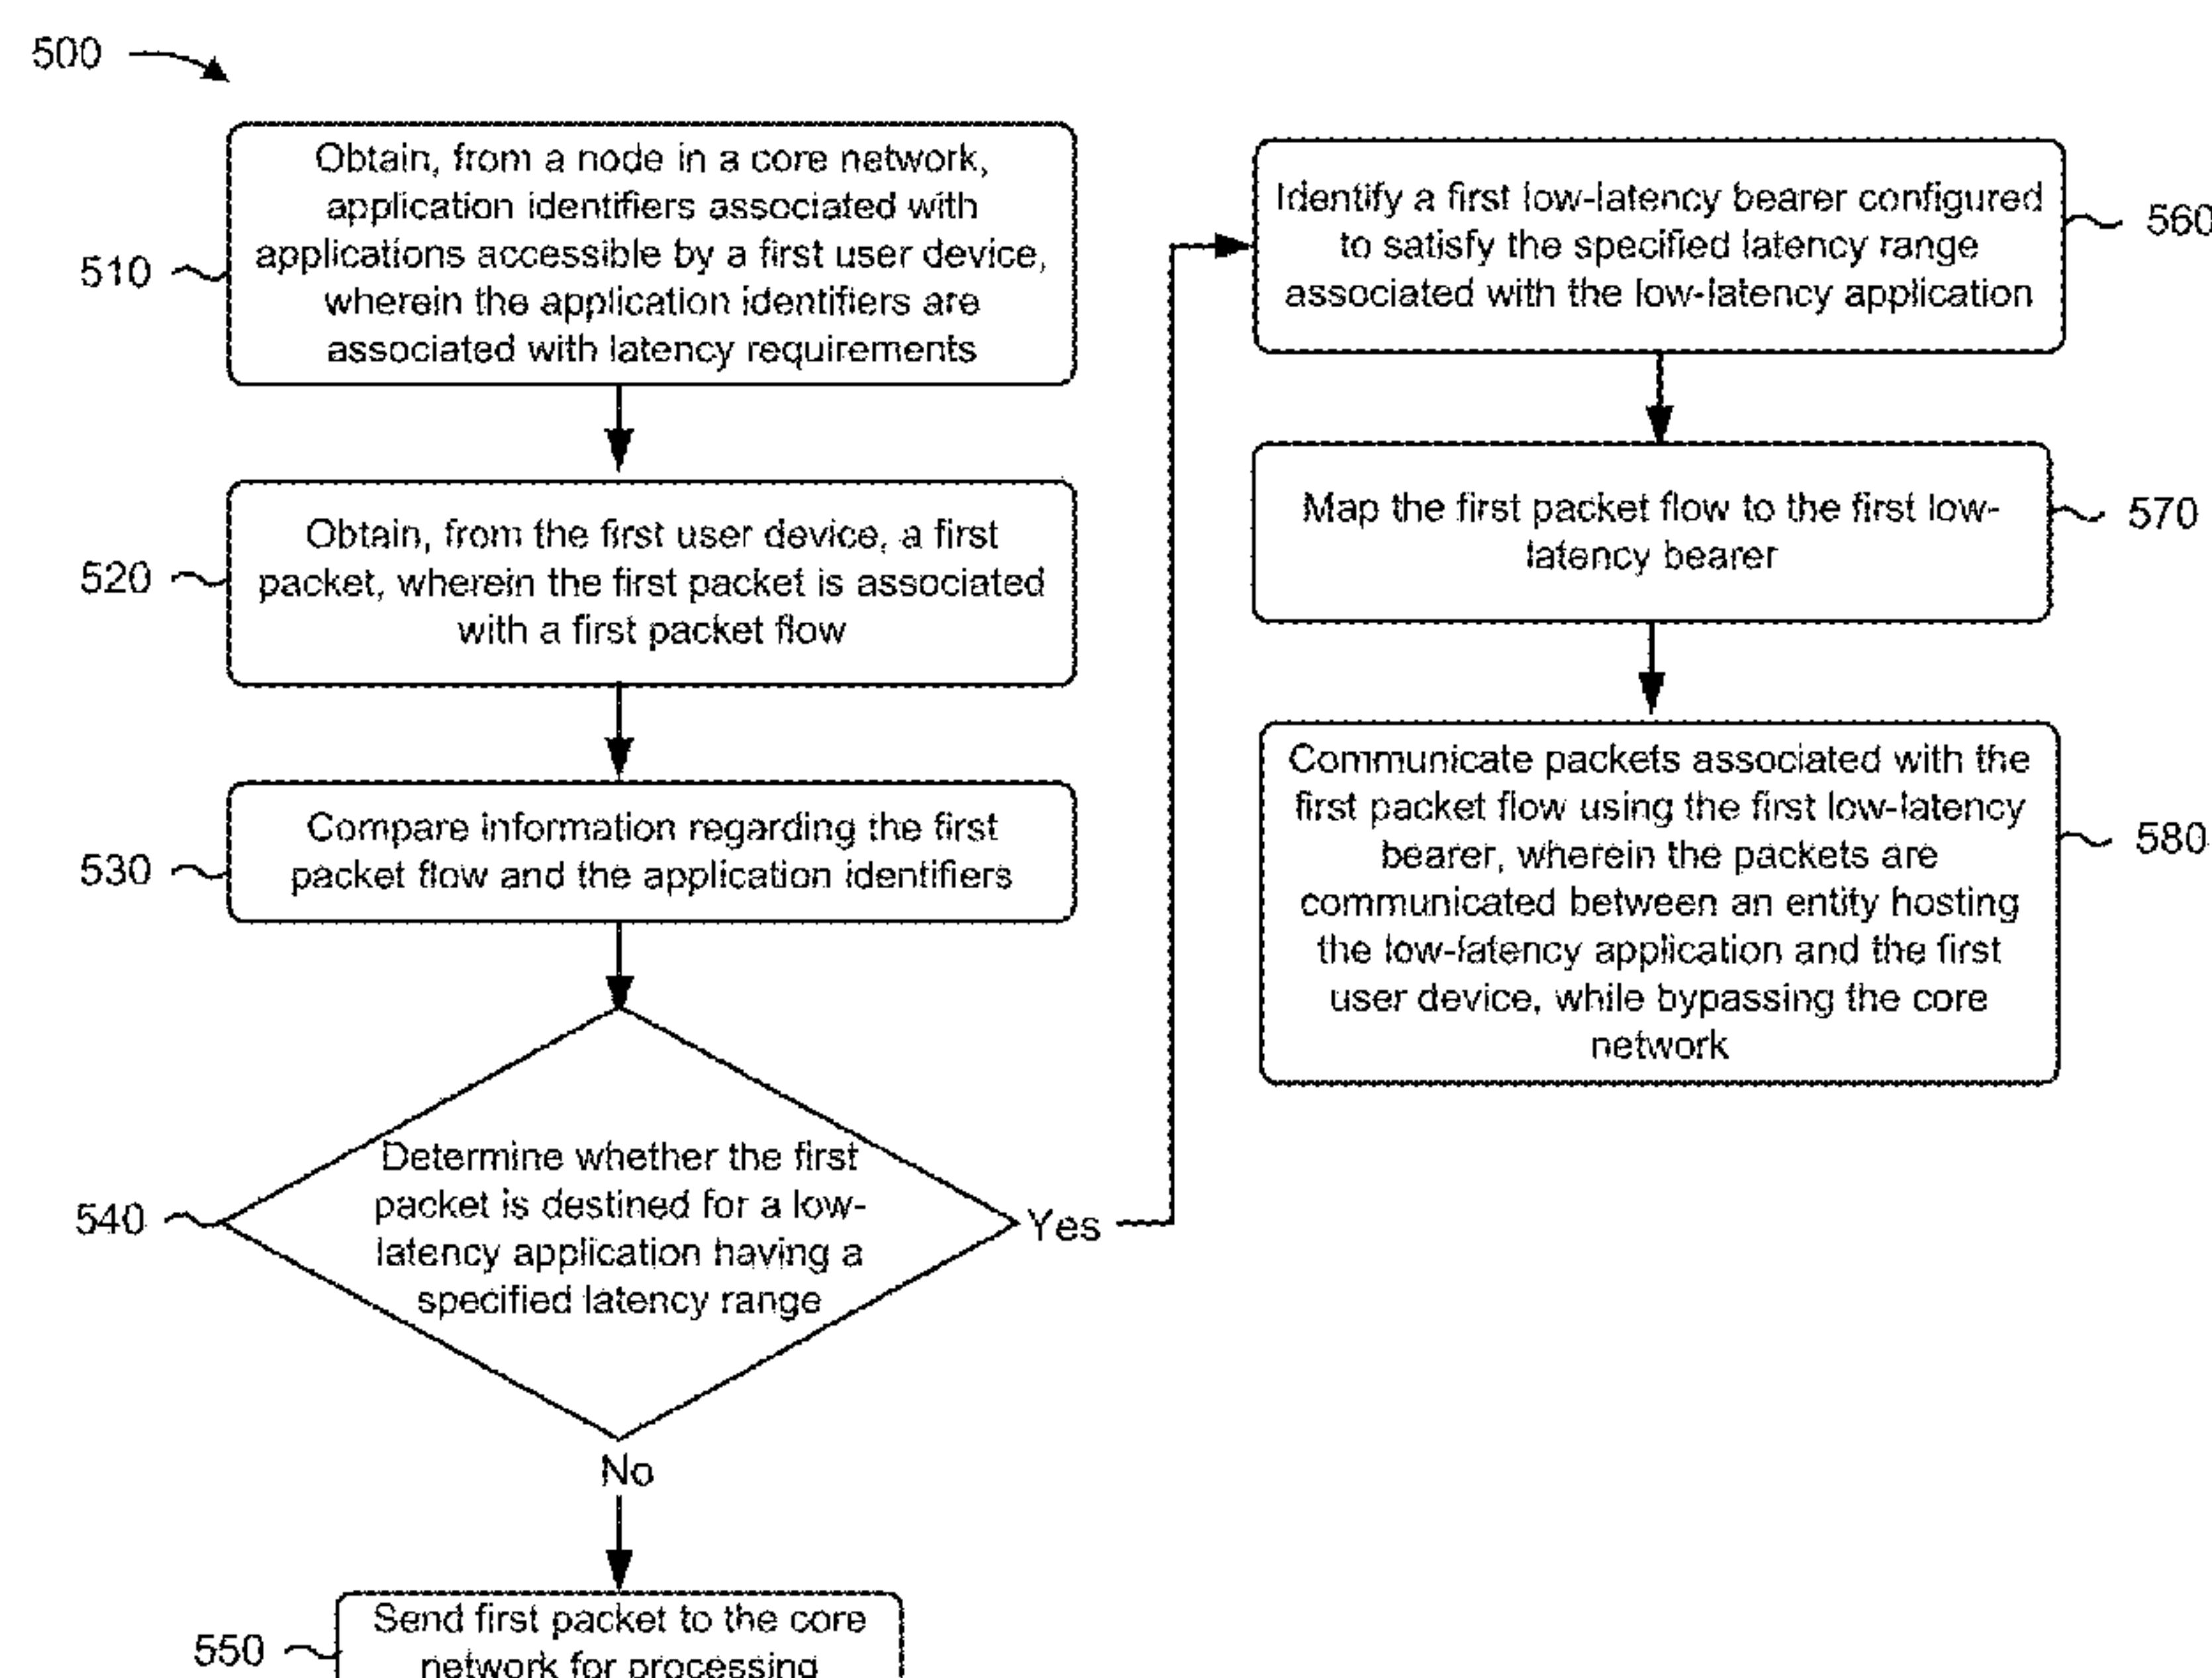 500
510
Obtain, from a node in a core network,
application identifiers associated with
applications accessible by a first user device,
wherein the application identifiers are
associated with latency requirements
520
Obtain, from the first user device, a first
packet, wherein the first packet is associated
with a first packet flow
530
Compare information regarding the first
packet flow and the application identifiers
540
Determine whether the first
packet is destined for a low-
latency application having a
specified latency range
Yes
No
550
Send first packet to the core
network for processing
Identify a first low-latency bearer configured
to satisfy the specified latency range
associated with the low-latency application
560
Map the first packet flow to the first low-
latency bearer
570
Communicate packets associated with the
first packet flow using the first low-latency
bearer, wherein the packets are
communicated between an entity hosting
the low-latency application and the first
user device, while bypassing the core
network
580